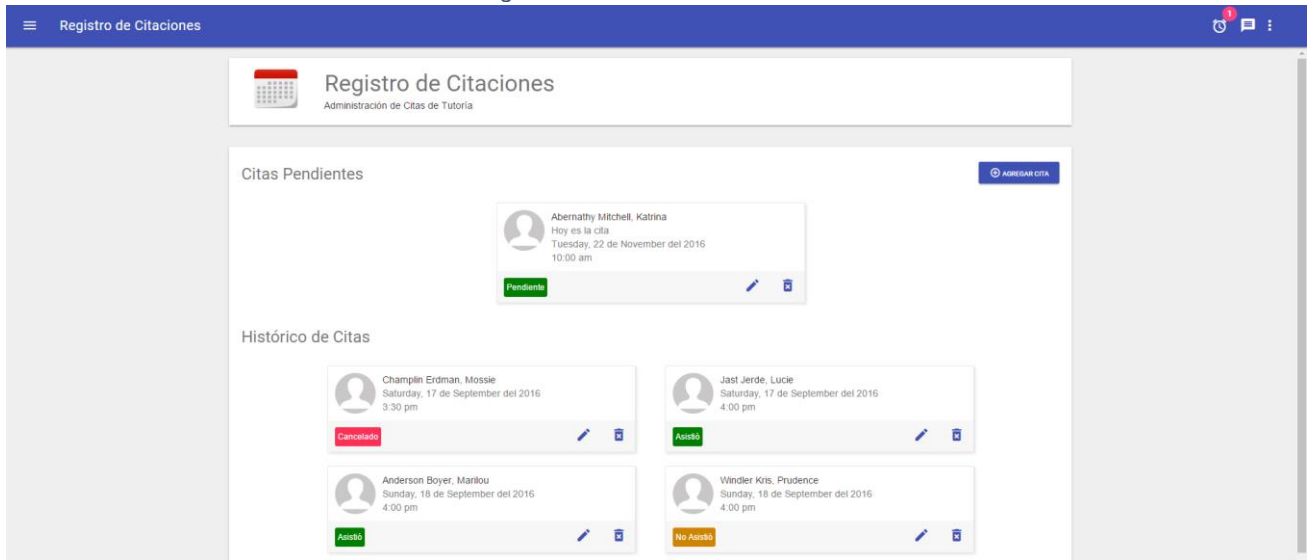 Registro de Citaciones
1
Registro de Citaciones
Administración de Citas de Tutoría
Citas Pendientes
AGREGAR CITA
Abernathy Mitchell, Katrina
Hoy es la cita
Tuesday, 22 de November del 2016
10:00 am
Pendiente
Histórico de Citas
Champlin Erdman, Mossie
Saturday, 17 de September del 2016
3:30 pm
Cancelado
Jast Jerde, Lucie
Saturday, 17 de September del 2016
4:00 pm
Asistió
Anderson Boyer, Marilou
Sunday, 18 de September del 2016
4:00 pm
Asistió
Windler Kris, Prudence
Sunday, 18 de September del 2016
4:00 pm
No Asistió